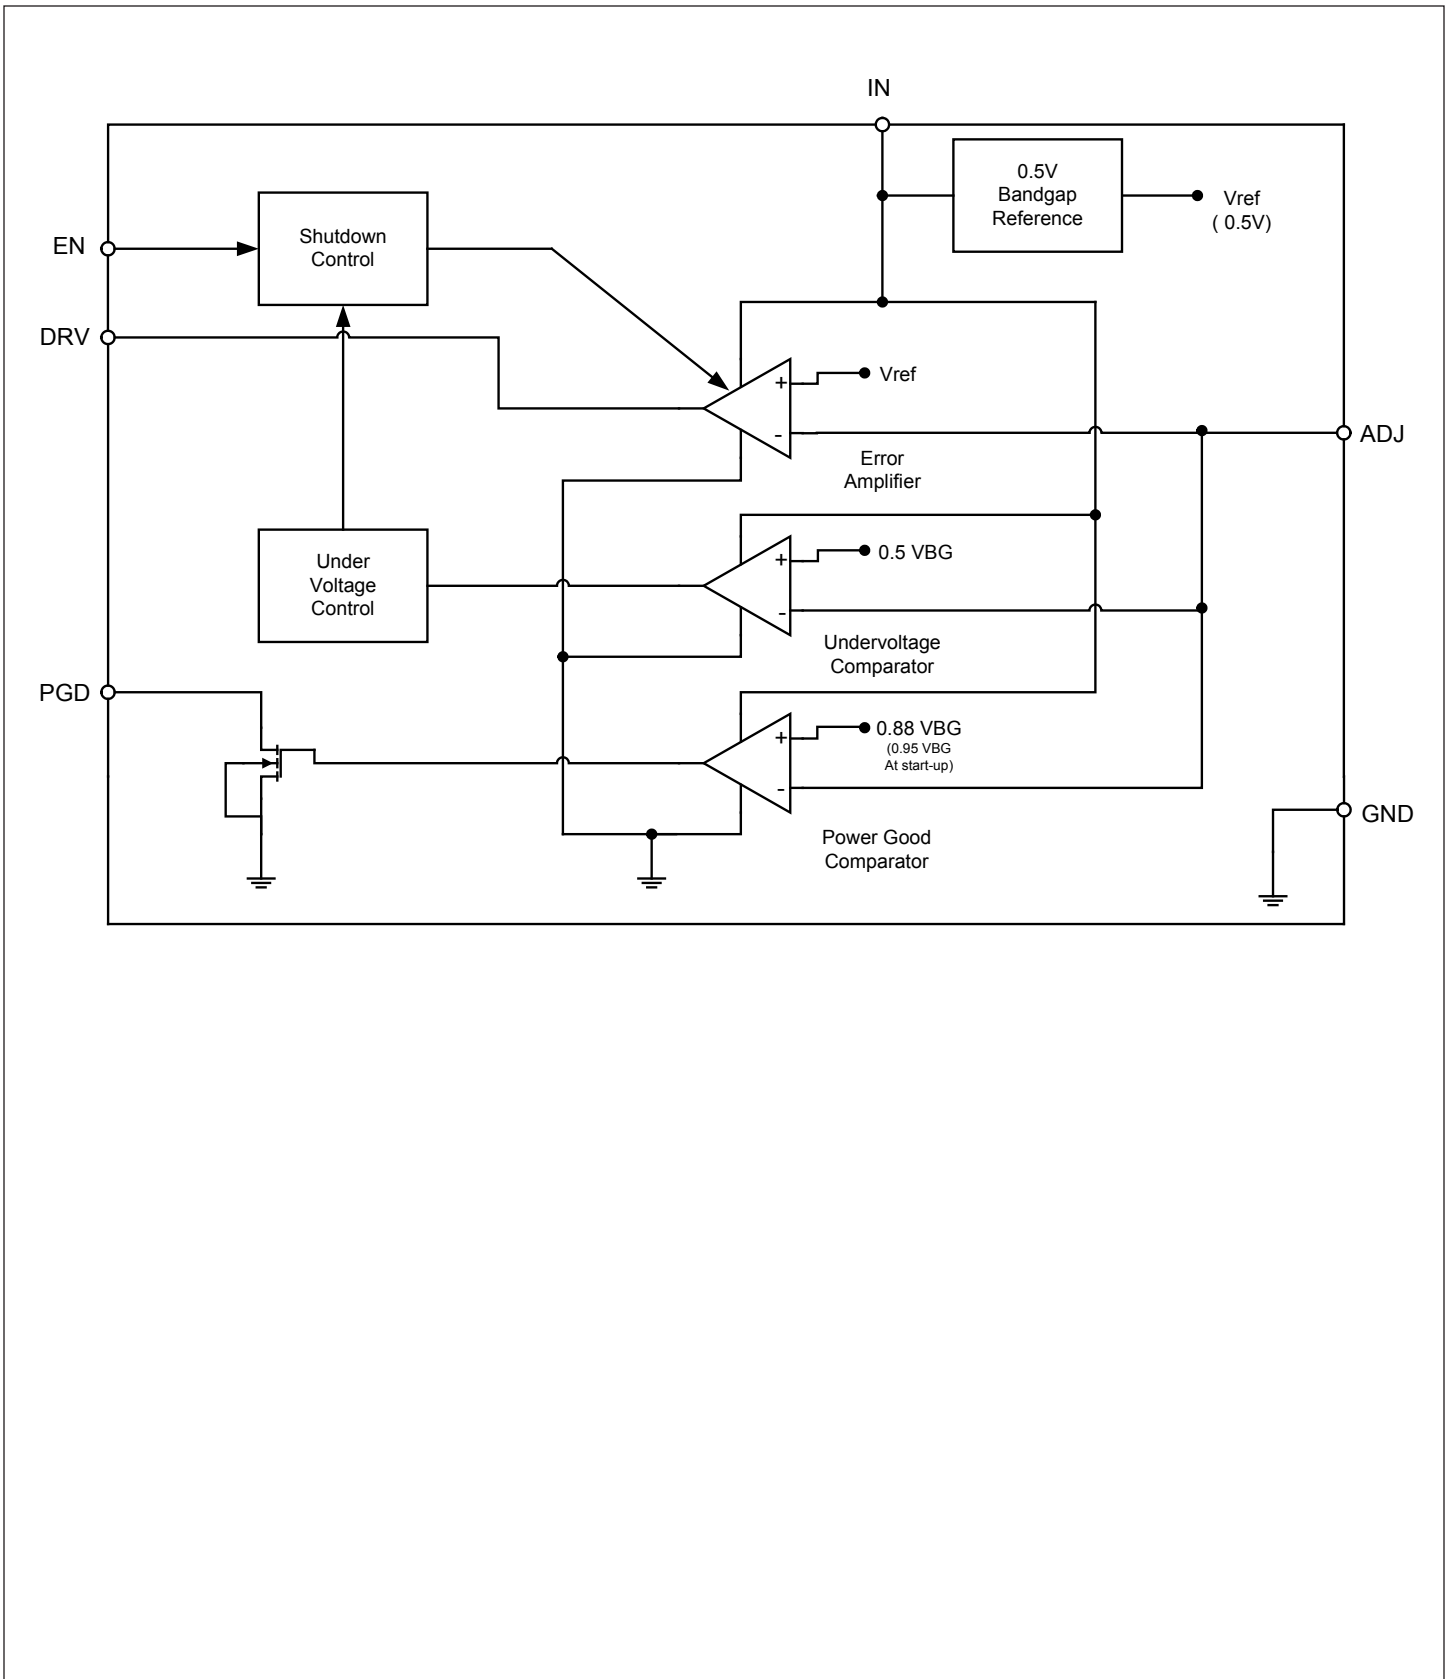 IN
0.5V
Bandgap
Reference
Vref
( 0.5V)
EN
Shutdown
Control
DRV
+
Vref
-
ADJ
Error
Amplifier
Under
Voltage
Control
+
0.5 VBG
-
Undervoltage
Comparator
PGD
+
0.88 VBG
(0.95 VBG
At start-up)
-
GND
Power Good
Comparator